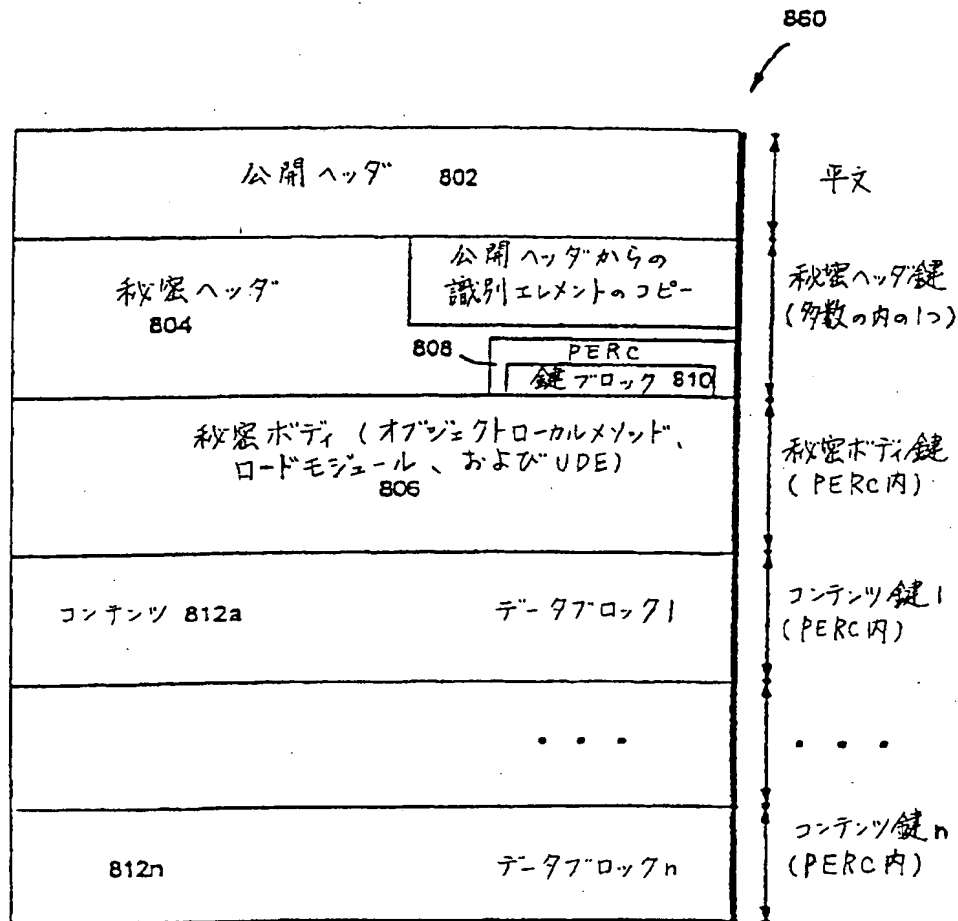 860
公開ヘッダ 802
平文
秘密ヘッダ
804
公開ヘッダからの
識別エレメントのコピー
808
PERC
鍵ブロック 810
秘密ヘッダ鍵
(多数の内の1つ)
秘密ボディ (オブジェクトローカルメソッド、
ロードモジュール、およびUDE)
806
秘密ボディ鍵
(PERC内)
コンテンツ 812a
データブロック1
コンテンツ鍵1
(PERC内)
• • •
• • •
812n
データブロックn
コンテンツ鍵n
(PERC内)